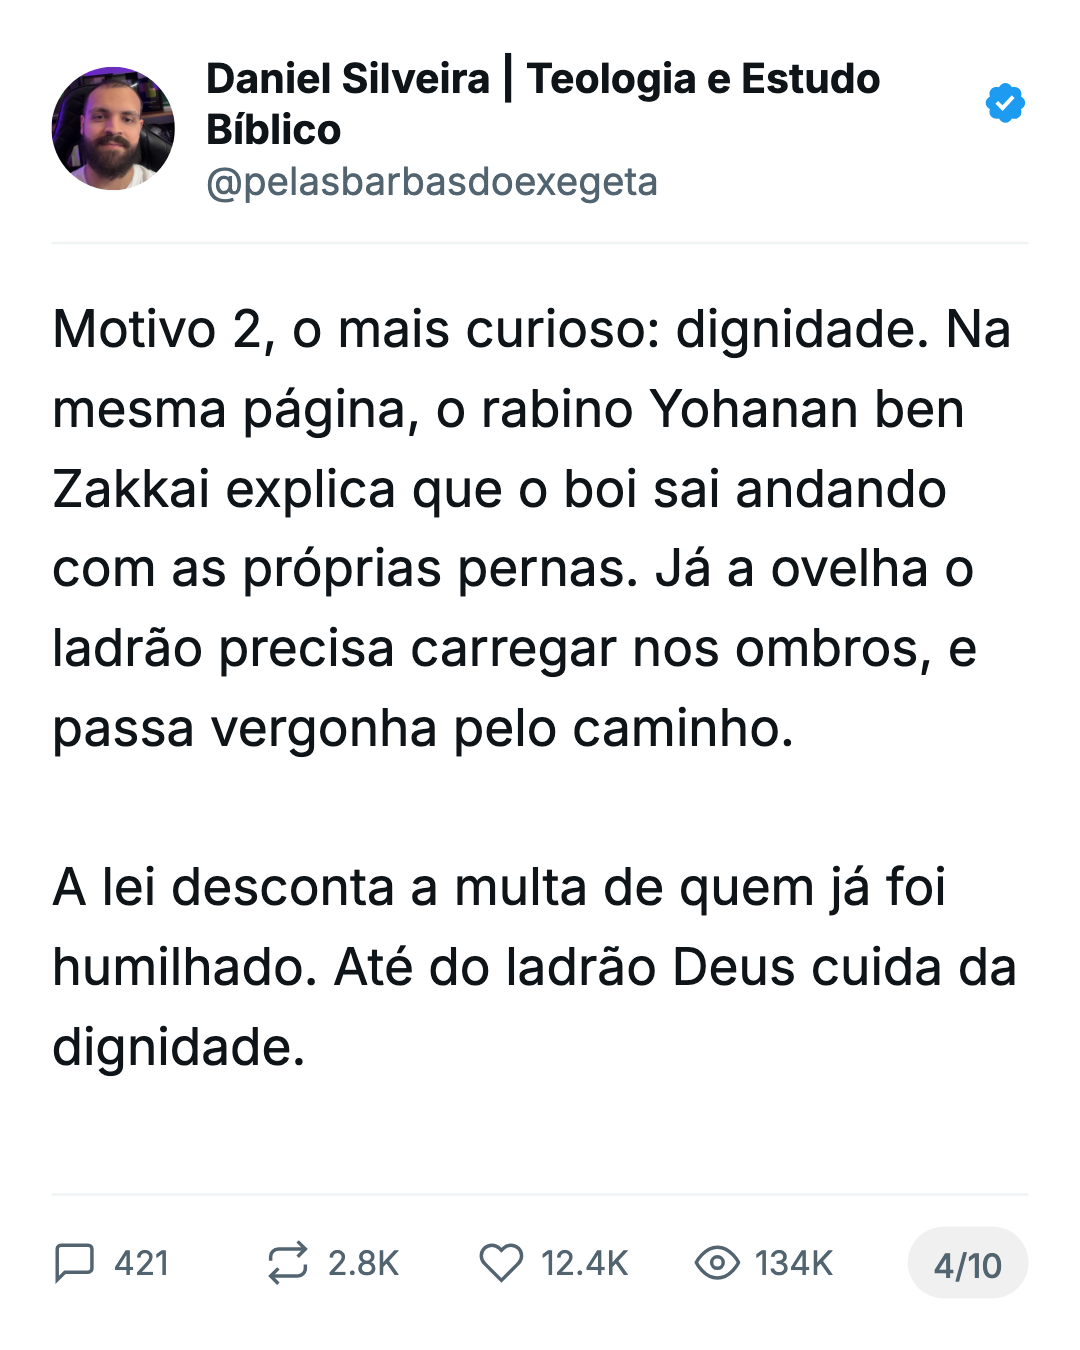 Daniel Silveira | Teologia e Estudo
Bíblico
@pelasbarbasdoexegeta
Motivo 2, o mais curioso: dignidade. Na
mesma página, o rabino Yohanan ben
Zakkai explica que o boi sai andando
com as próprias pernas. Já a ovelha o
ladrão precisa carregar nos ombros, e
passa vergonha pelo caminho.
A lei desconta a multa de quem já foi
humilhado. Até do ladrão Deus cuida da
dignidade.
421 2.8K 12.4K 134K 4/10